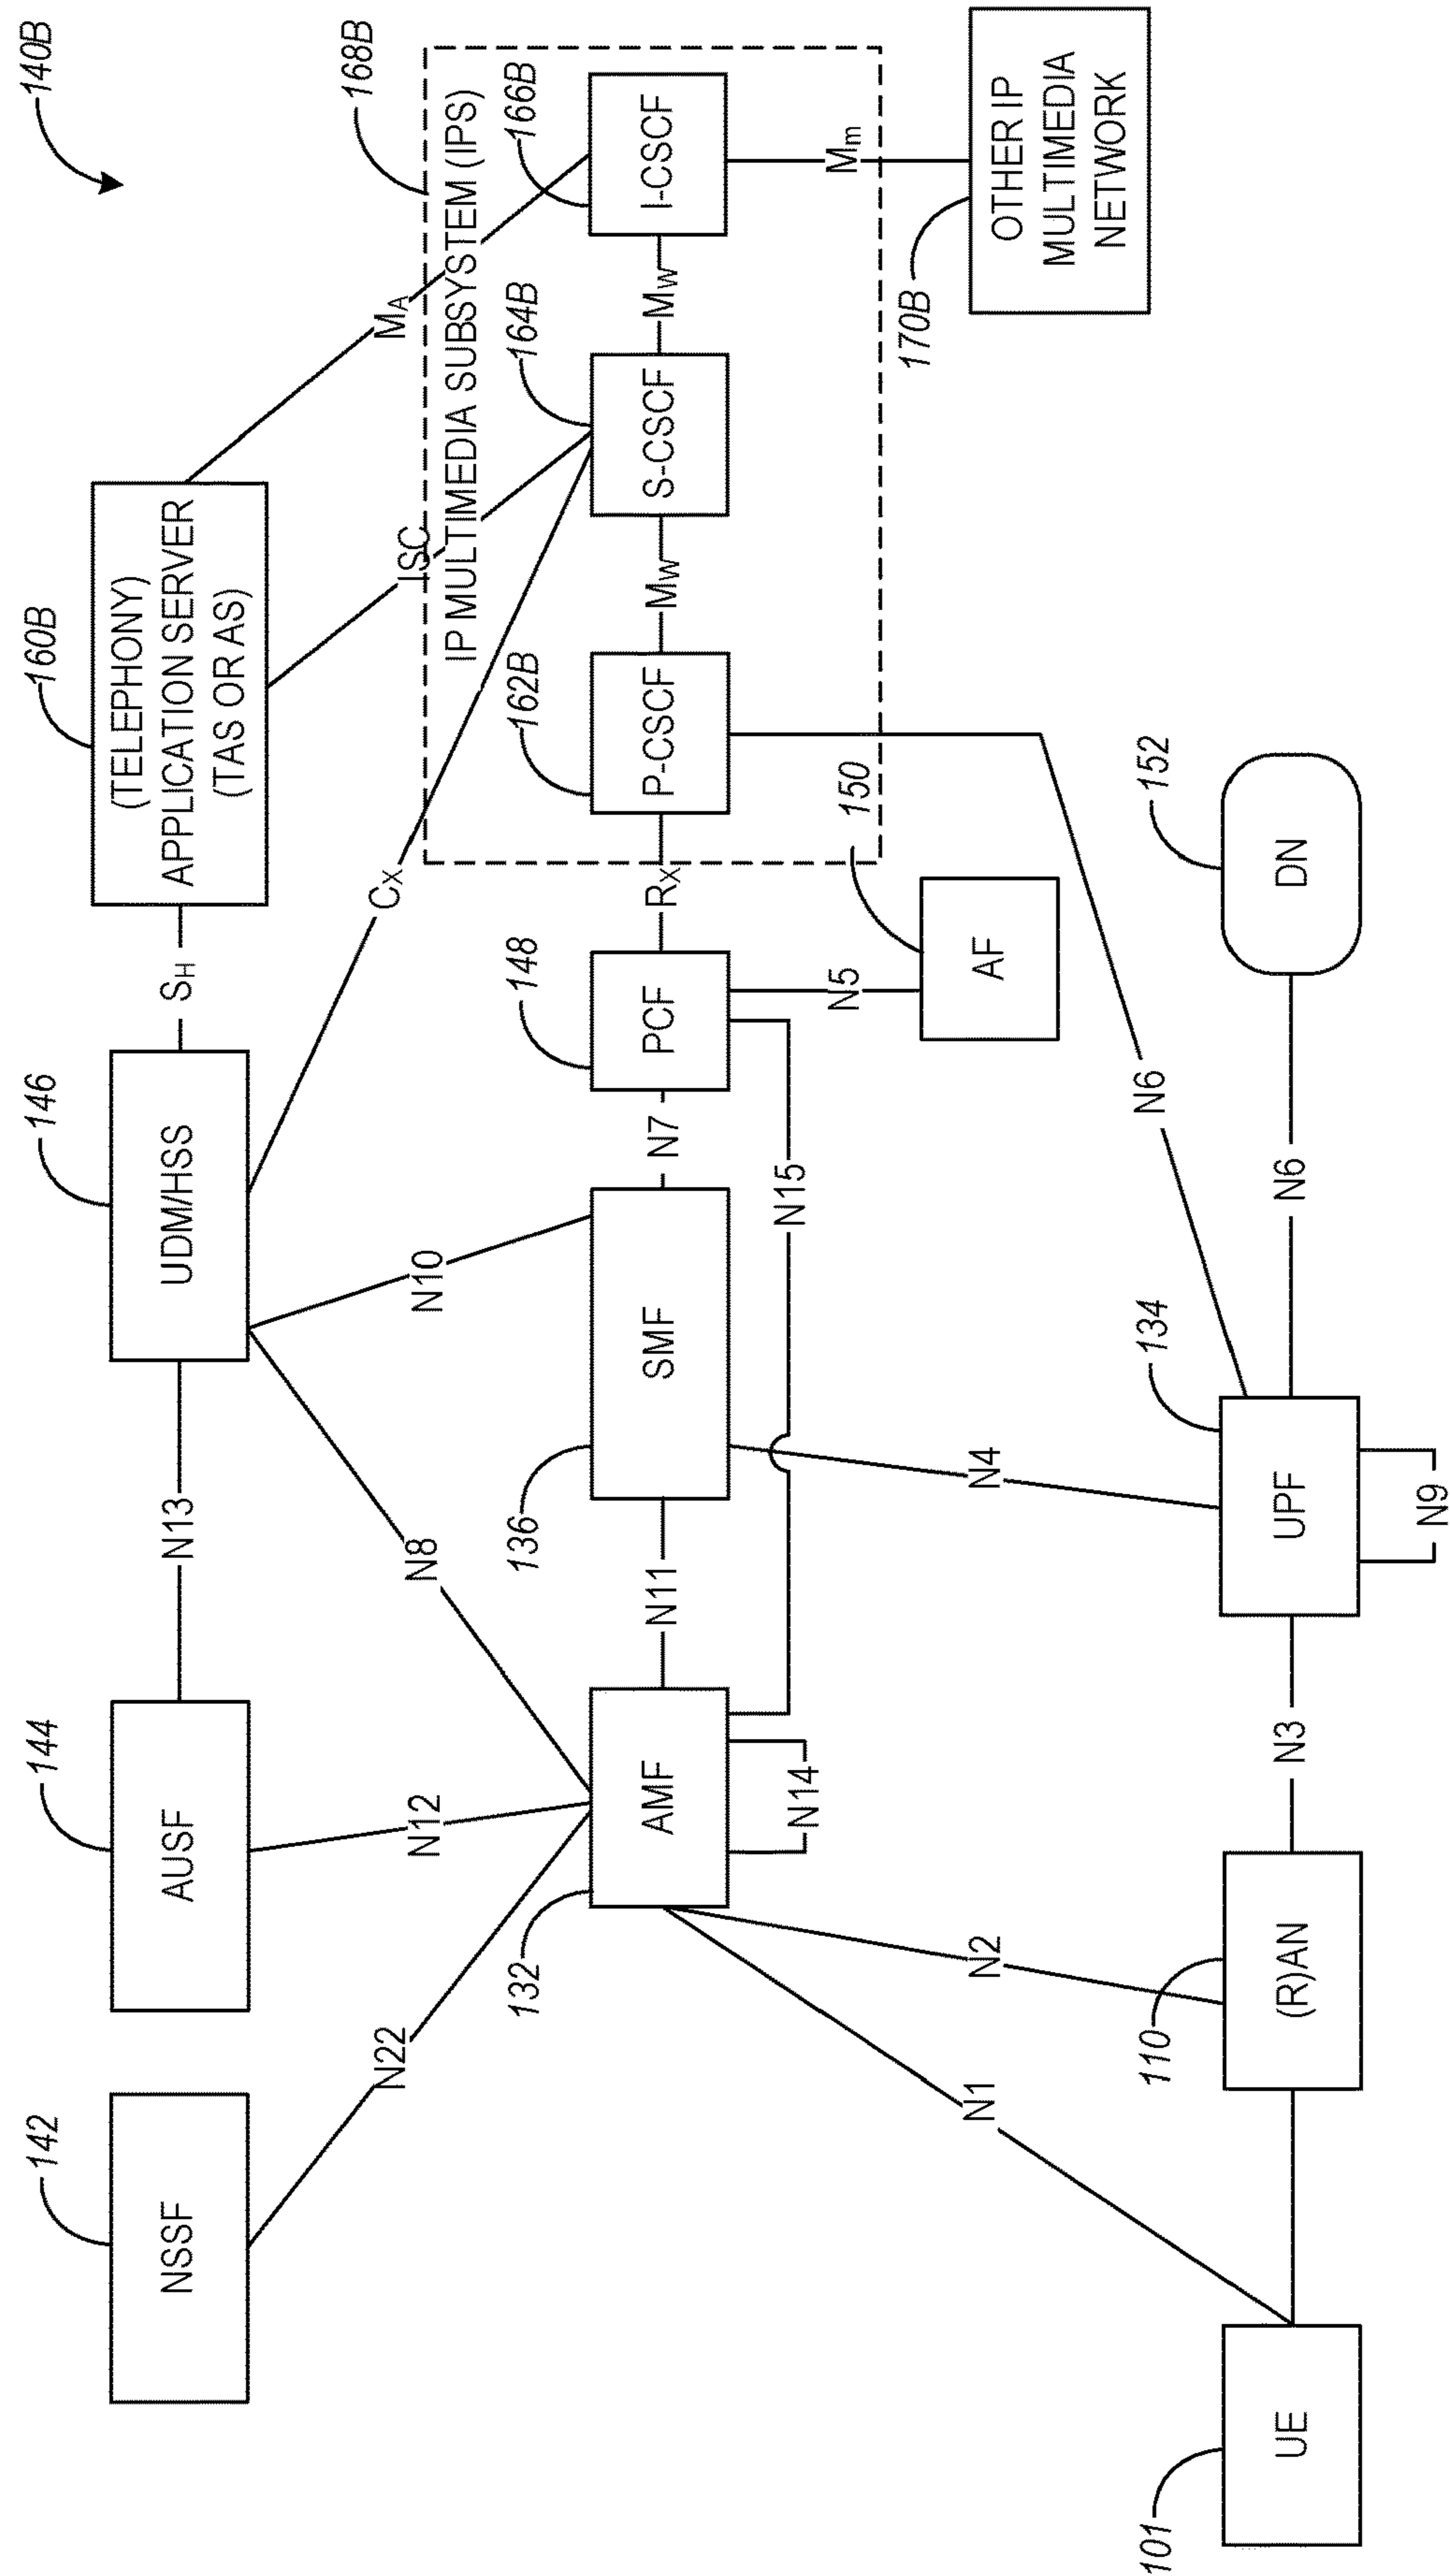 140B
142
NSSF
144
AUSF
N13
146
UDM/HSS
SH
160B
(TELEPHONY)
APPLICATION SERVER
(TAS OR AS)
N22
N12
N8
N10
CX
ISC
MA
168B
IP MULTIMEDIA SUBSYSTEM (IPS)
132
AMF
N11
136
SMF
N7
148
PCF
RX
162B
P-CSCF
MW
164B
S-CSCF
MW
166B
I-CSCF
N14
N15
N5
150
AF
Mm
170B
OTHER IP
MULTIMEDIA
NETWORK
N1
N2
N4
N6
101
UE
110
(R)AN
N3
134
UPF
N9
N6
152
DN